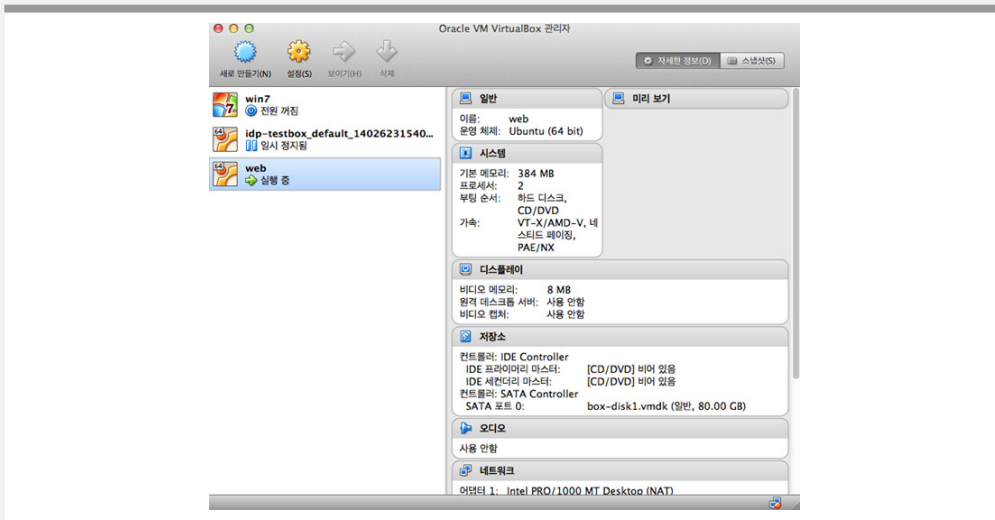 Oracle VM VirtualBox 관리자
새로 만들기(N) 설정(S) 보이기(H) 삭제
자세한 정보(D) 스냅샷(S)
win7
전원 꺼짐
idp-testbox_default_14026231540...
일시 정지됨
web
실행 중
일반
이름: web
운영 체제: Ubuntu (64 bit)
미리 보기
시스템
기본 메모리: 384 MB
프로세서: 2
부팅 순서: 하드 디스크,
CD/DVD
가속: VT-X/AMD-V, 네
스티드 페이징,
PAE/NX
디스플레이
비디오 메모리: 8 MB
원격 데스크톱 서버: 사용 안함
비디오 캡처: 사용 안함
저장소
컨트롤러: IDE Controller
IDE 프라이머리 마스터: [CD/DVD] 비어 있음
IDE 세컨더리 마스터: [CD/DVD] 비어 있음
컨트롤러: SATA Controller
SATA 포트 0: box-disk1.vmdk (일반, 80.00 GB)
오디오
사용 안함
네트워크
어댑터 1: Intel PRO/1000 MT Desktop (NAT)